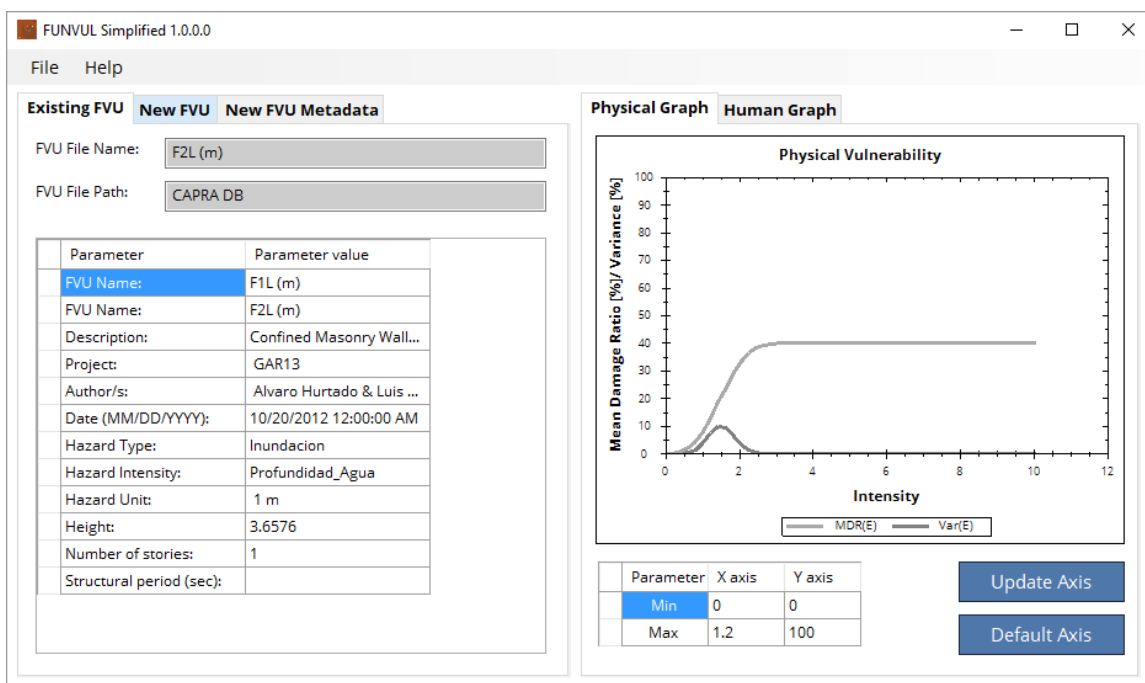 FUNVUL Simplified 1.0.0.0
File Help
Existing FVU New FVU New FVU Metadata
FVU File Name: F2L (m)
FVU File Path: CAPRA DB
Parameter Parameter value
FVU Name: F1L (m)
FVU Name: F2L (m)
Description: Confined Masonry Wall...
Project: GAR13
Author/s: Alvaro Hurtado & Luis ...
Date (MM/DD/YYYY): 10/20/2012 12:00:00 AM
Hazard Type: Inundacion
Hazard Intensity: Profundidad_Agua
Hazard Unit: 1 m
Height: 3.6576
Number of stories: 1
Structural period (sec):
Physical Graph Human Graph
Physical Vulnerability
Mean Damage Ratio [%]/ Variance [%]
100
90
80
70
60
50
40
30
20
10
0
0 2 4 6 8 10 12
Intensity
MDR(E) Var(E)
Parameter X axis Y axis
Min 0 0
Max 1.2 100
Update Axis
Default Axis